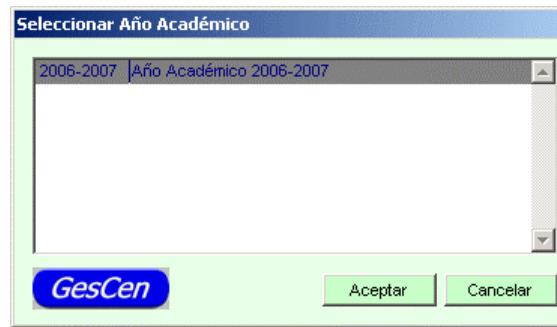 Seleccionar Año Académico
2006-2007 Año Académico 2006-2007
GesCen
Aceptar
Cancelar